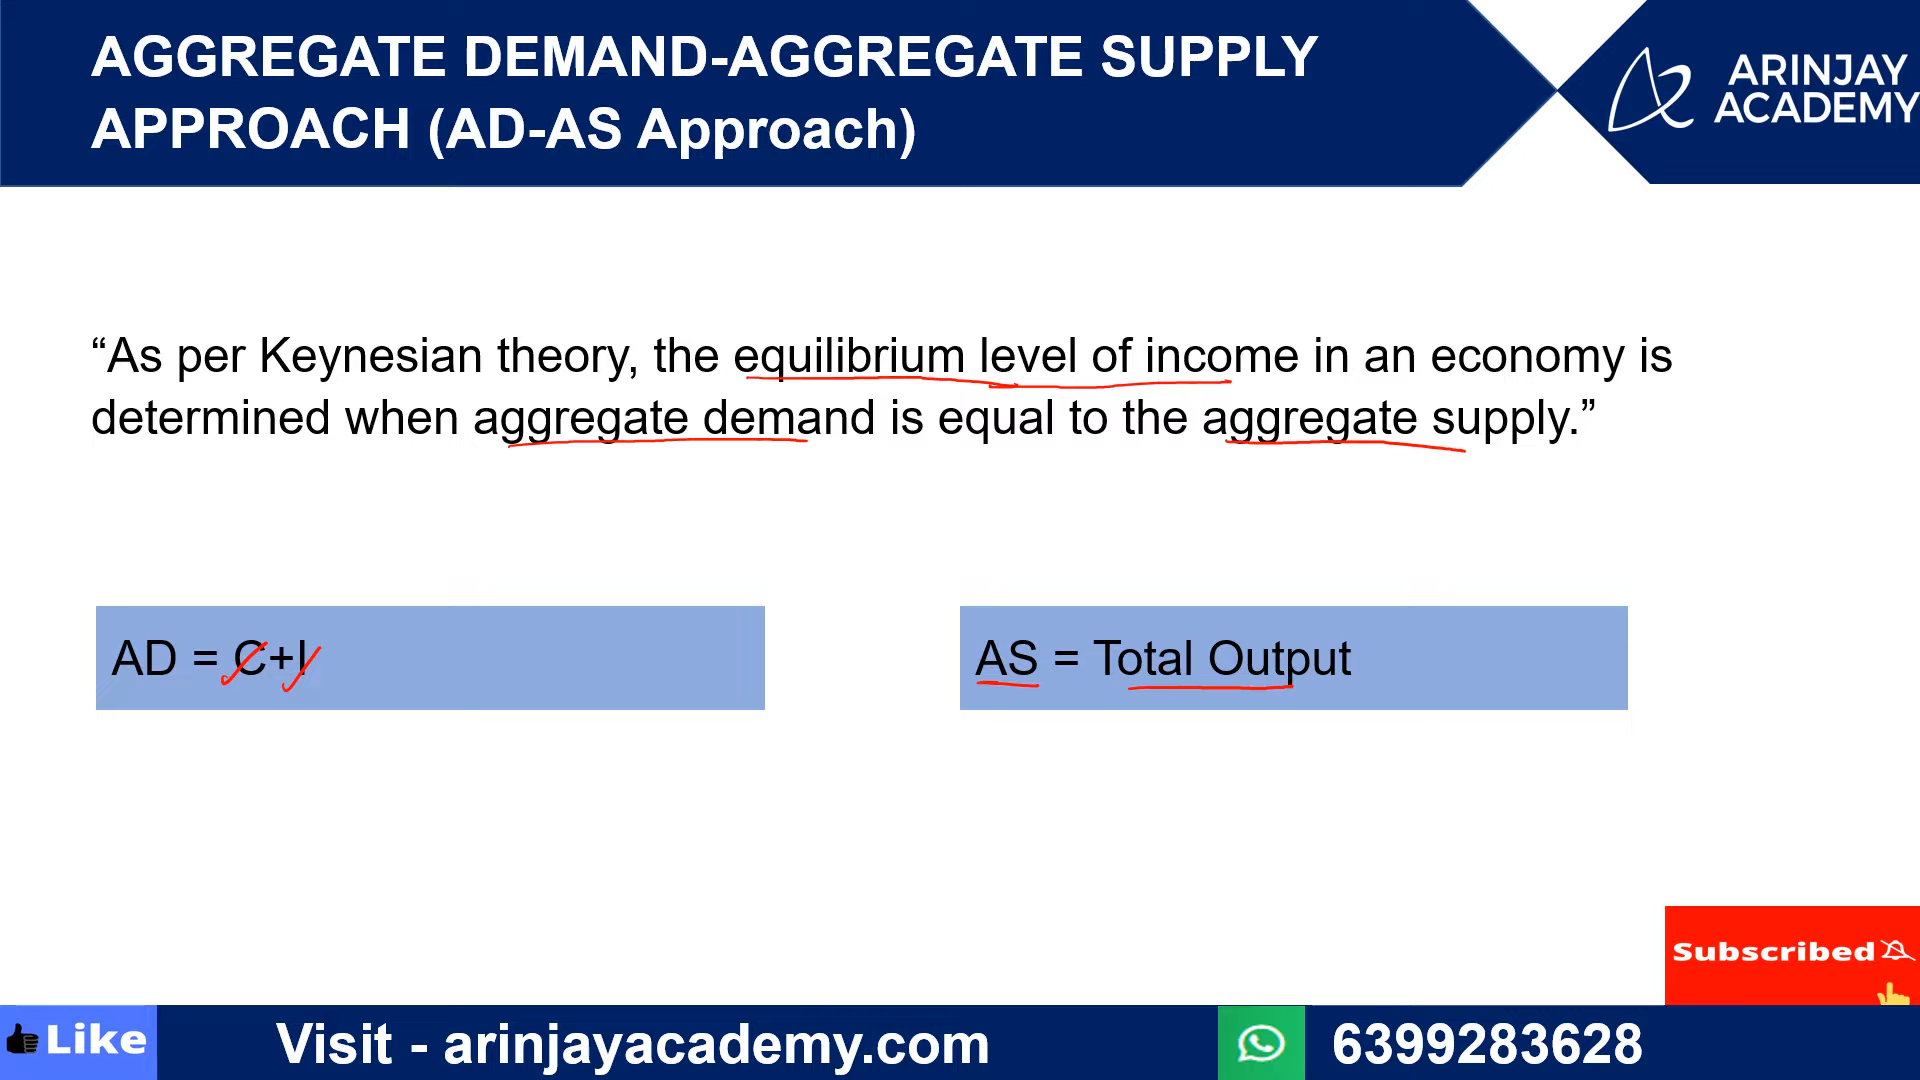 AGGREGATE DEMAND-AGGREGATE SUPPLY
APPROACH (AD-AS Approach)
ARINJAY
ACADEMY
“As per Keynesian theory, the equilibrium level of income in an economy is
determined when aggregate demand is equal to the aggregate supply.”
AD = C+I
AS = Total Output
Subscribed
Like
Visit - arinjayacademy.com
6399283628